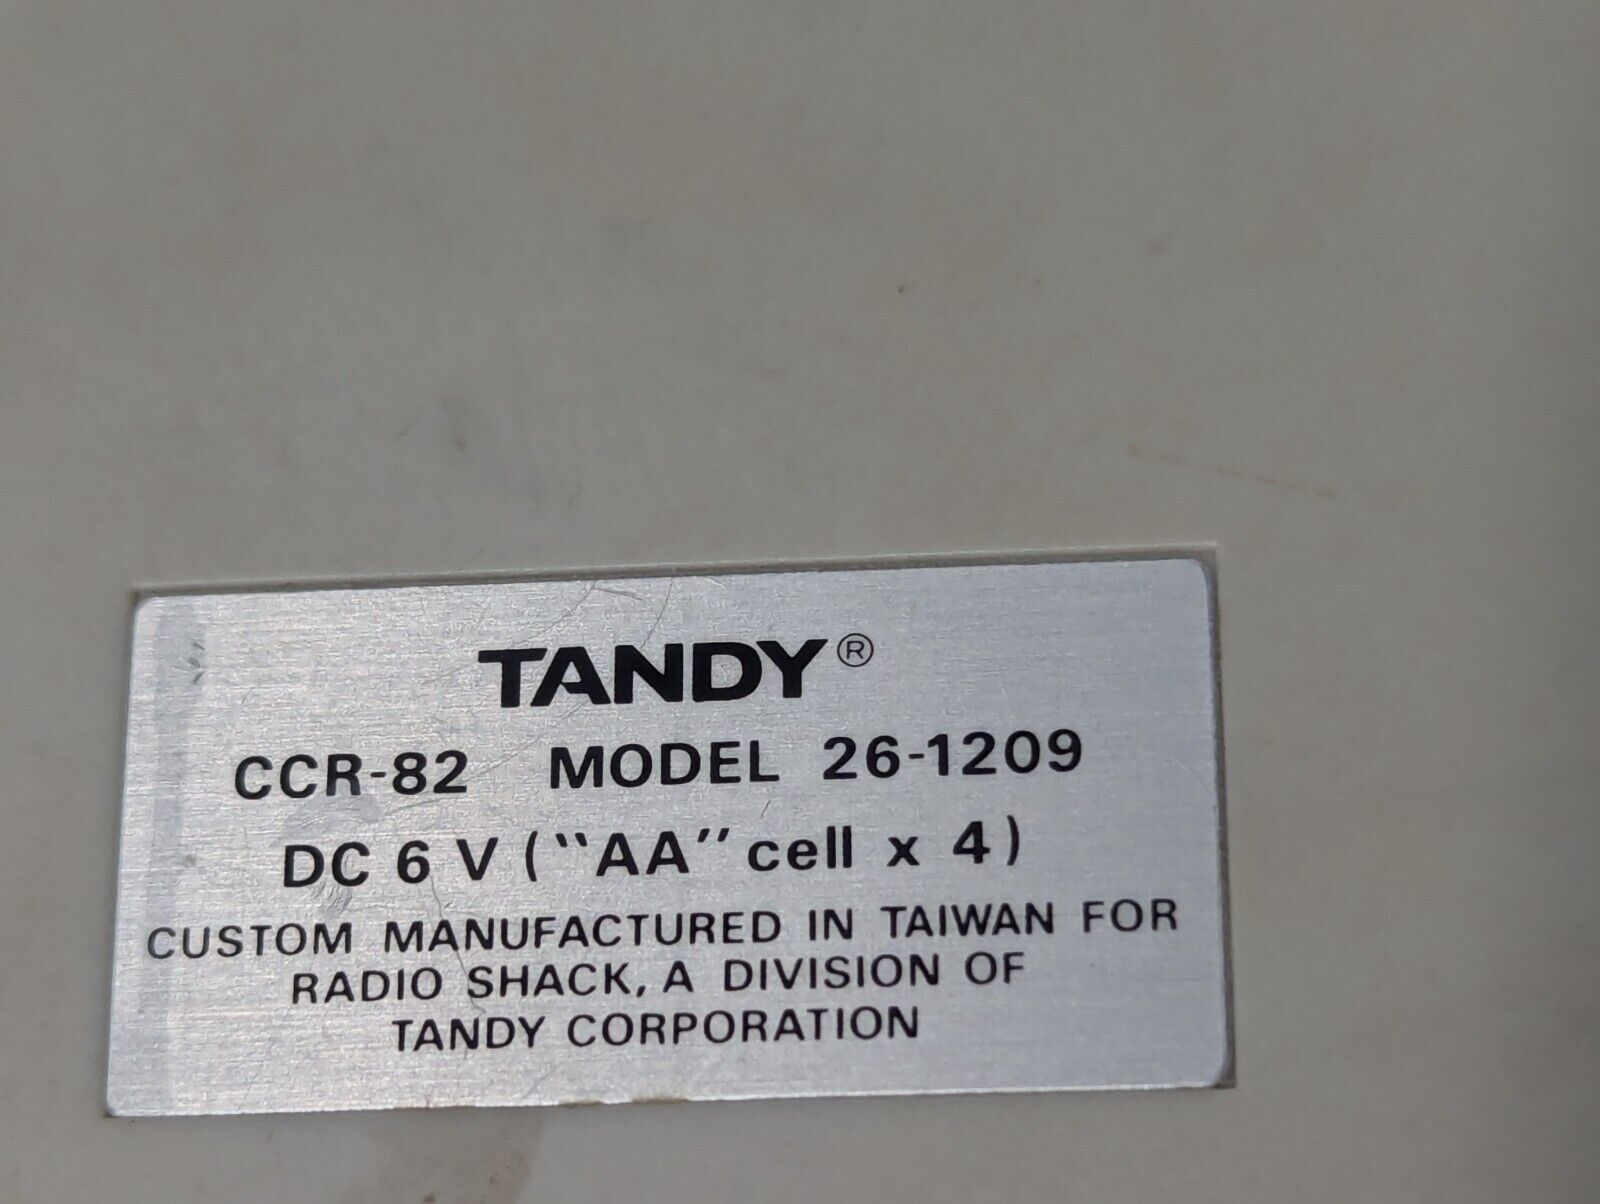 TANDY®
CCR-82 MODEL 26-1209
DC 6 V (‵‵AA″ cell x 4)
CUSTOM MANUFACTURED IN TAIWAN FOR
RADIO SHACK, A DIVISION OF
TANDY CORPORATION